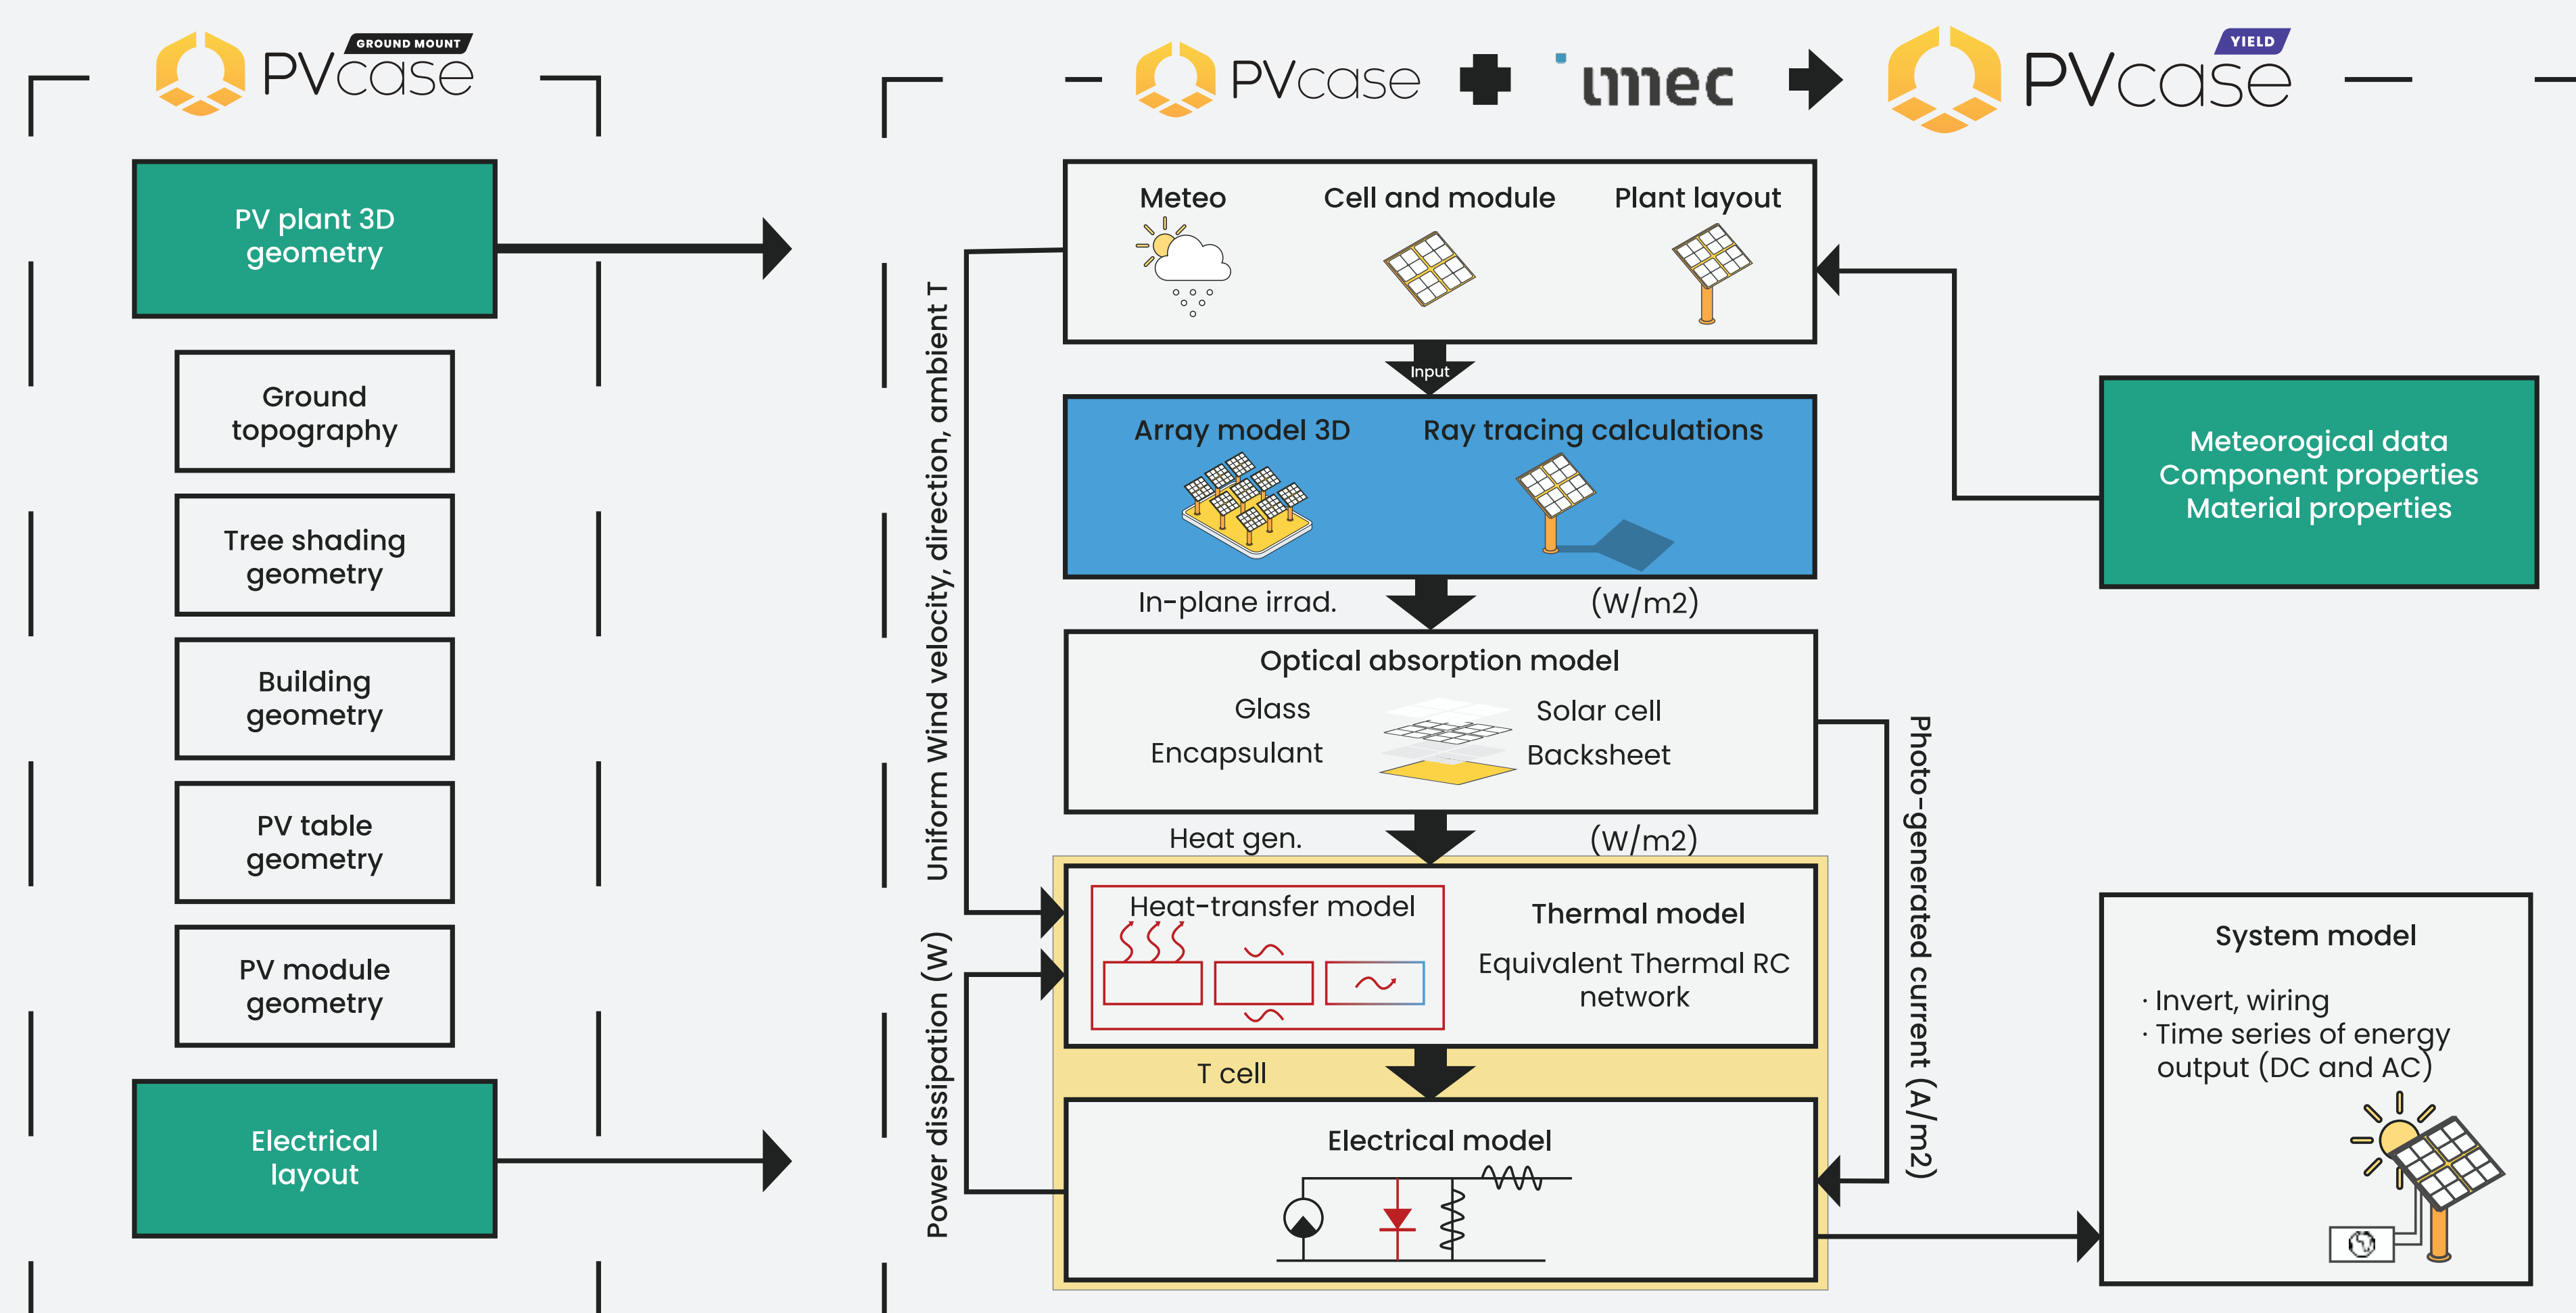 GROUND MOUNT
PVcase
PVcase
imec
YIELD
PVcase
PV plant 3D
geometry
Ground
topography
Tree shading
geometry
Building
geometry
PV table
geometry
PV module
geometry
Electrical
layout
Uniform Wind velocity, direction, ambient T
Power dissipation (W)
Meteo
Cell and module
Plant layout
Input
Array model 3D
Ray tracing calculations
In-plane irrad.
(W/m2)
Optical absorption model
Glass
Solar cell
Encapsulant
Backsheet
Heat gen.
(W/m2)
Heat-transfer model
Thermal model
Equivalent Thermal RC
network
T cell
Electrical model
Photo-generated current (A/m2)
Meteorogical data
Component properties
Material properties
System model
· Invert, wiring
· Time series of energy
output (DC and AC)